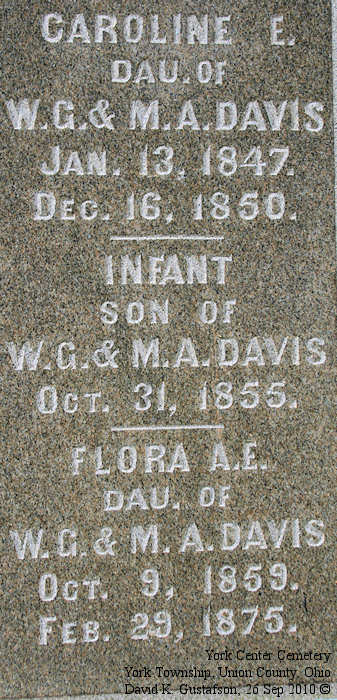 CAROLINE E.
DAU. OF
W. G. & M. A. DAVIS
JAN. 13, 1847.
DEC. 16, 1850.
INFANT
SON OF
W. G. & M. A. DAVIS
OCT. 31, 1855.
FLORA A. E.
DAU. OF
W. G. & M. A. DAVIS
OCT. 9, 1859.
FEB. 29, 1875.
York Center Cemetery
York Township, Union County, Ohio
David K. Gustafson, 26 Sep 2010 ©